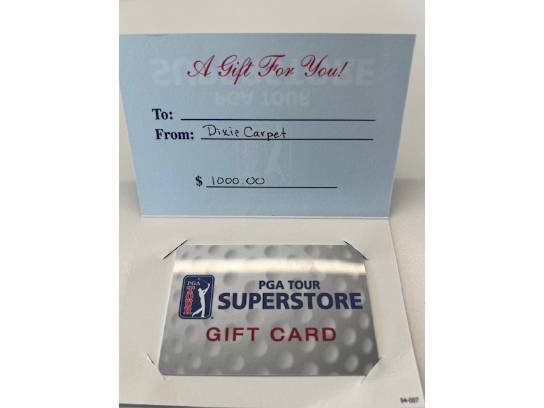 A Gift For You!
To:
From: Dixie Carpet
$ 1000.00
PGA TOUR
SUPERSTORE
GIFT CARD
PGA
TOUR
94-007